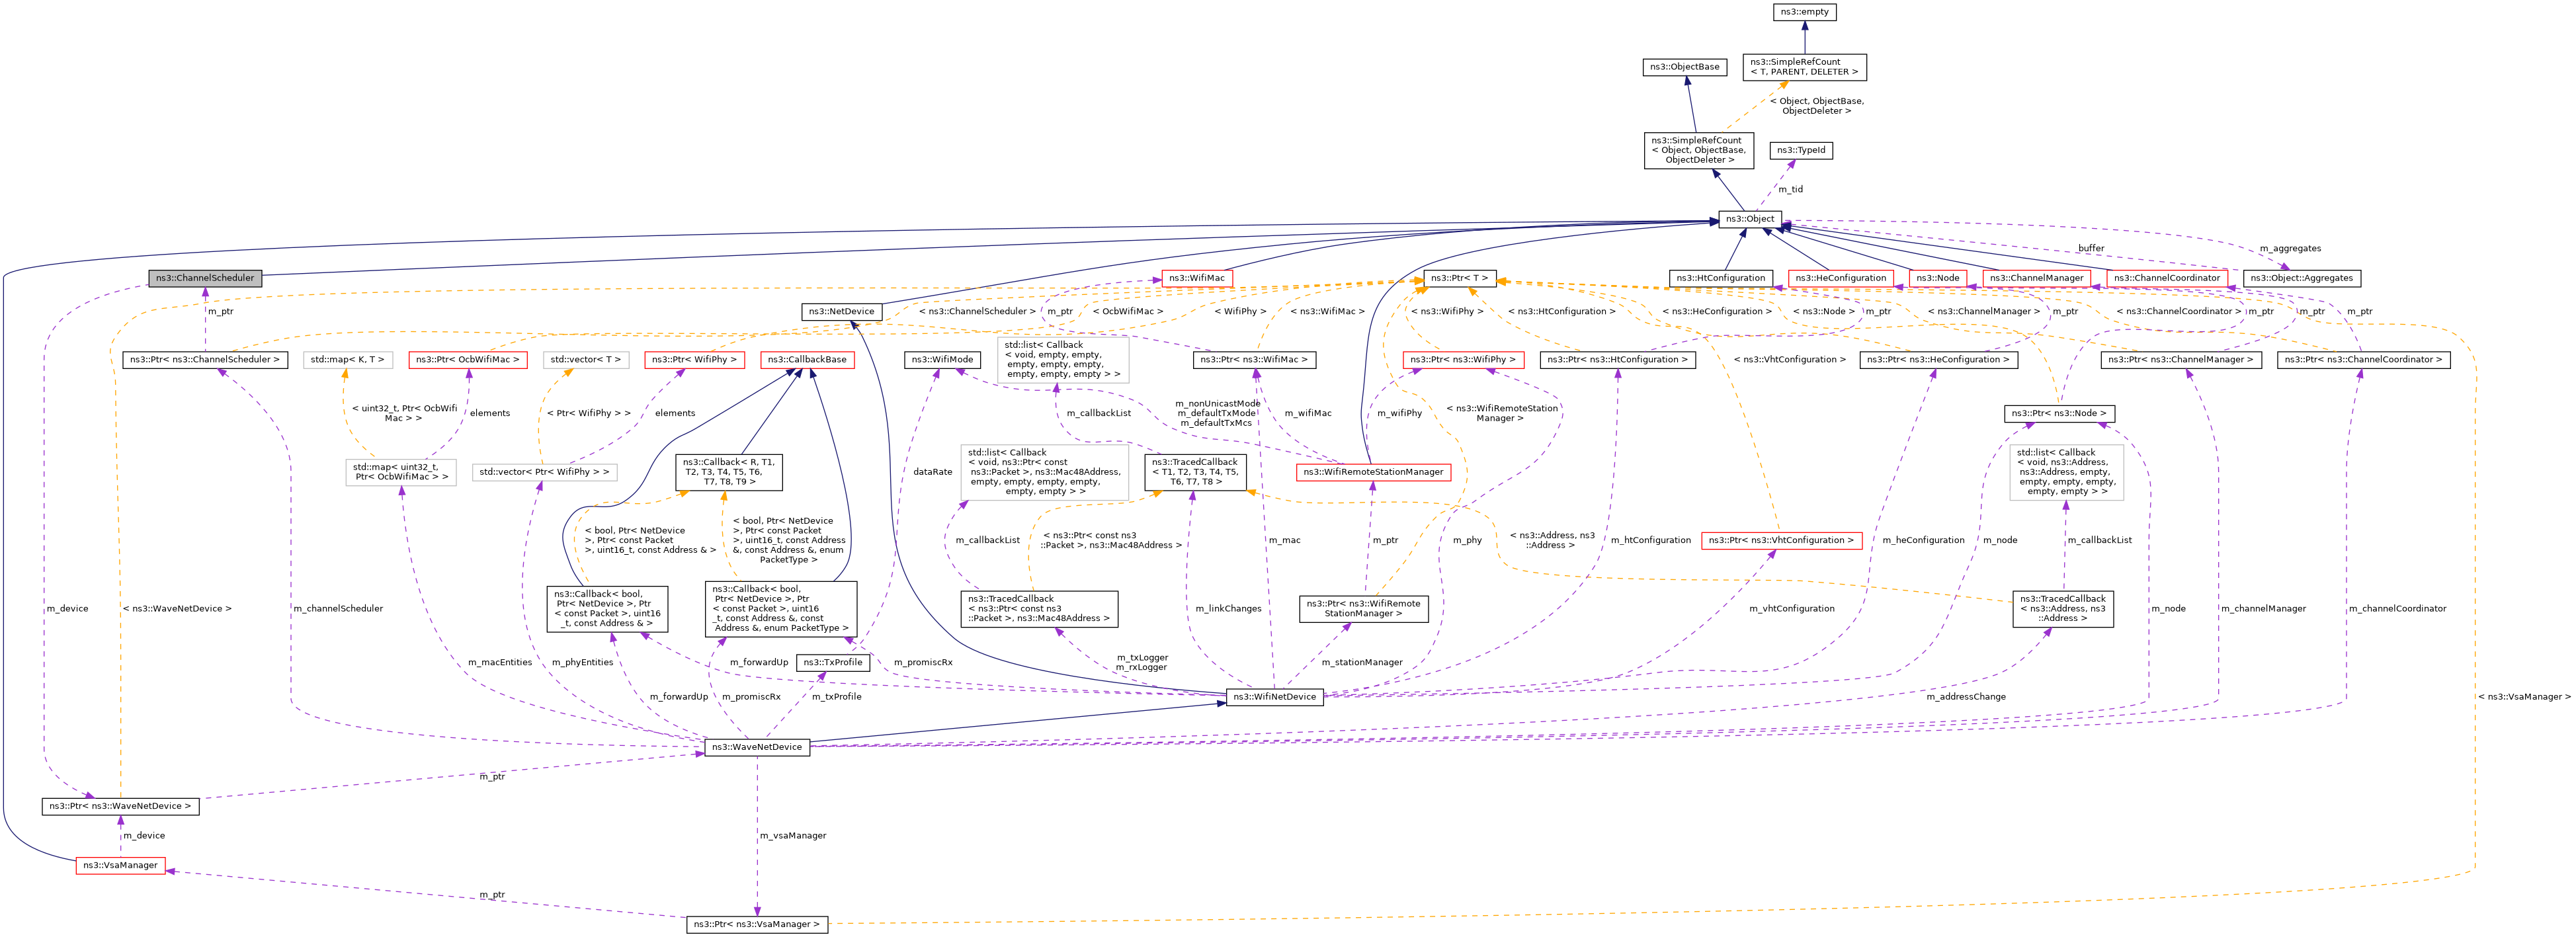 ns3::empty
ns3::ObjectBase
ns3::SimpleRefCount
< T, PARENT, DELETER >
< Object, ObjectBase,
ObjectDeleter >
ns3::SimpleRefCount
< Object, ObjectBase,
ObjectDeleter >
ns3::TypeId
m_tid
ns3::Object
buffer
m_aggregates
ns3::ChannelScheduler
ns3::WifiMac
ns3::Ptr< T >
ns3::HtConfiguration
ns3::HeConfiguration
ns3::Node
ns3::ChannelManager
ns3::ChannelCoordinator
ns3::Object::Aggregates
m_ptr
ns3::NetDevice
< ns3::ChannelScheduler >
m_ptr
< OcbWifiMac >
< WifiPhy >
< ns3::WifiMac >
< ns3::WifiPhy >
< ns3::HtConfiguration >
m_ptr
< ns3::HeConfiguration >
< ns3::Node >
m_ptr
< ns3::ChannelManager >
< ns3::ChannelCoordinator >
m_ptr
m_ptr
m_ptr
ns3::Ptr< ns3::ChannelScheduler >
std::map< K, T >
ns3::Ptr< OcbWifiMac >
std::vector< T >
ns3::Ptr< WifiPhy >
ns3::CallbackBase
ns3::WifiMode
std::list< Callback
< void, empty, empty,
empty, empty, empty,
empty, empty, empty > >
ns3::Ptr< ns3::WifiMac >
ns3::Ptr< ns3::WifiPhy >
ns3::Ptr< ns3::HtConfiguration >
< ns3::VhtConfiguration >
ns3::Ptr< ns3::HeConfiguration >
ns3::Ptr< ns3::ChannelManager >
ns3::Ptr< ns3::ChannelCoordinator >
< uint32_t, Ptr< OcbWifi
Mac > >
elements
< Ptr< WifiPhy > >
elements
m_callbackList
m_nonUnicastMode
m_defaultTxMode
m_defaultTxMcs
m_wifiMac
m_wifiPhy
< ns3::WifiRemoteStation
Manager >
ns3::Ptr< ns3::Node >
std::map< uint32_t,
Ptr< OcbWifiMac > >
std::vector< Ptr< WifiPhy > >
ns3::Callback< R, T1,
T2, T3, T4, T5, T6,
T7, T8, T9 >
dataRate
std::list< Callback
< void, ns3::Ptr< const
ns3::Packet >, ns3::Mac48Address,
empty, empty, empty, empty,
empty, empty > >
ns3::TracedCallback
< T1, T2, T3, T4, T5,
T6, T7, T8 >
ns3::WifiRemoteStationManager
std::list< Callback
< void, ns3::Address,
ns3::Address, empty,
empty, empty, empty,
empty, empty > >
< bool, Ptr< NetDevice
>, Ptr< const Packet
>, uint16_t, const Address & >
< bool, Ptr< NetDevice
>, Ptr< const Packet
>, uint16_t, const Address
&, const Address &, enum
PacketType >
m_callbackList
< ns3::Ptr< const ns3
::Packet >, ns3::Mac48Address >
m_mac
m_ptr
m_phy
< ns3::Address, ns3
::Address >
m_htConfiguration
ns3::Ptr< ns3::VhtConfiguration >
m_heConfiguration
m_node
m_callbackList
m_device
< ns3::WaveNetDevice >
m_channelScheduler
ns3::Callback< bool,
Ptr< NetDevice >, Ptr
< const Packet >, uint16
_t, const Address & >
ns3::Callback< bool,
Ptr< NetDevice >, Ptr
< const Packet >, uint16
_t, const Address &, const
Address &, enum PacketType >
ns3::TracedCallback
< ns3::Ptr< const ns3
::Packet >, ns3::Mac48Address >
m_linkChanges
ns3::Ptr< ns3::WifiRemote
StationManager >
m_vhtConfiguration
ns3::TracedCallback
< ns3::Address, ns3
::Address >
m_node
m_channelManager
m_channelCoordinator
m_macEntities
m_phyEntities
m_forwardUp
ns3::TxProfile
m_promiscRx
m_txLogger
m_rxLogger
m_stationManager
m_forwardUp
m_promiscRx
m_txProfile
ns3::WifiNetDevice
m_addressChange
< ns3::VsaManager >
ns3::WaveNetDevice
m_ptr
ns3::Ptr< ns3::WaveNetDevice >
m_device
m_vsaManager
ns3::VsaManager
m_ptr
ns3::Ptr< ns3::VsaManager >